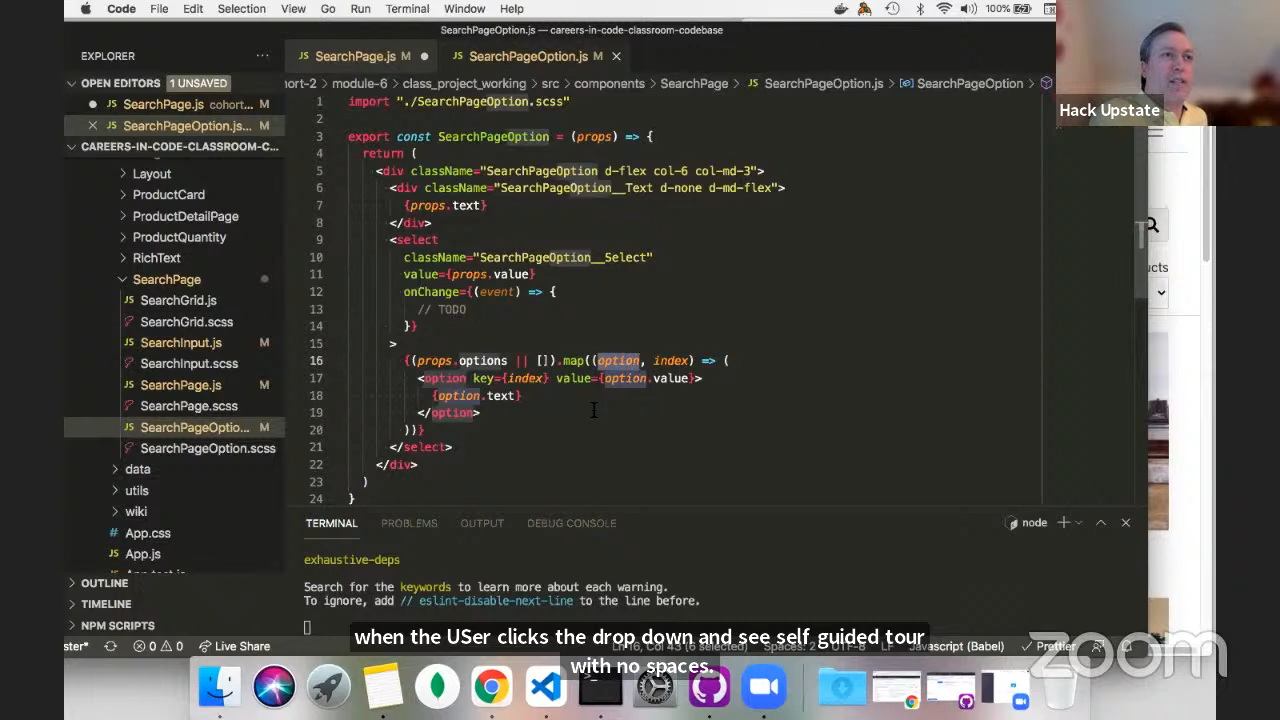 Code File Edit Selection View Go Run Terminal Window Help 100%
SearchPageOption.js — careers-in-code-classroom-codebase
EXPLORER
SearchPage.js M
SearchPageOption.js M
OPEN EDITORS 1 UNSAVED
SearchPage.js cohort... M
SearchPageOption.js... M
CAREERS-IN-CODE-CLASSROOM-C...
Layout
ProductCard
ProductDetailPage
ProductQuantity
RichText
SearchPage
SearchGrid.js
SearchGrid.scss
SearchInput.js M
SearchInput.scss
SearchPage.js M
SearchPage.scss
SearchPageOptio... M
SearchPageOption.scss
data
utils
wiki
App.css
App.js
OUTLINE
TIMELINE
NPM SCRIPTS
hort-2 > module-6 > class_project_working > src > components > SearchPage > SearchPageOption.js > SearchPageOption
1 import "./SearchPageOption.scss"
2
3 export const SearchPageOption = (props) => {
4 return (
5 <div className="SearchPageOption d-flex col-6 col-md-3">
6 <div className="SearchPageOption__Text d-none d-md-flex">
7 {props.text}
8 </div>
9 <select
10 className="SearchPageOption__Select"
11 value={props.value}
12 onChange={(event) => {
13 // TODO
14 }}
15 >
16 {(props.options || []).map((option, index) => (
17 <option key={index} value={option.value}>
18 {option.text}
19 </option>
20 ))}
21 </select>
22 </div>
23 )
24 }
TERMINAL PROBLEMS OUTPUT DEBUG CONSOLE
node
exhaustive-deps
Search for the keywords to learn more about each warning.
To ignore, add // eslint-disable-next-line to the line before.
when the USer clicks the drop down and see self guided tour
with no spaces.
ster* 0 0 Live Share
Javascript (Babel) Prettier
Hack Upstate
ucts
zoom